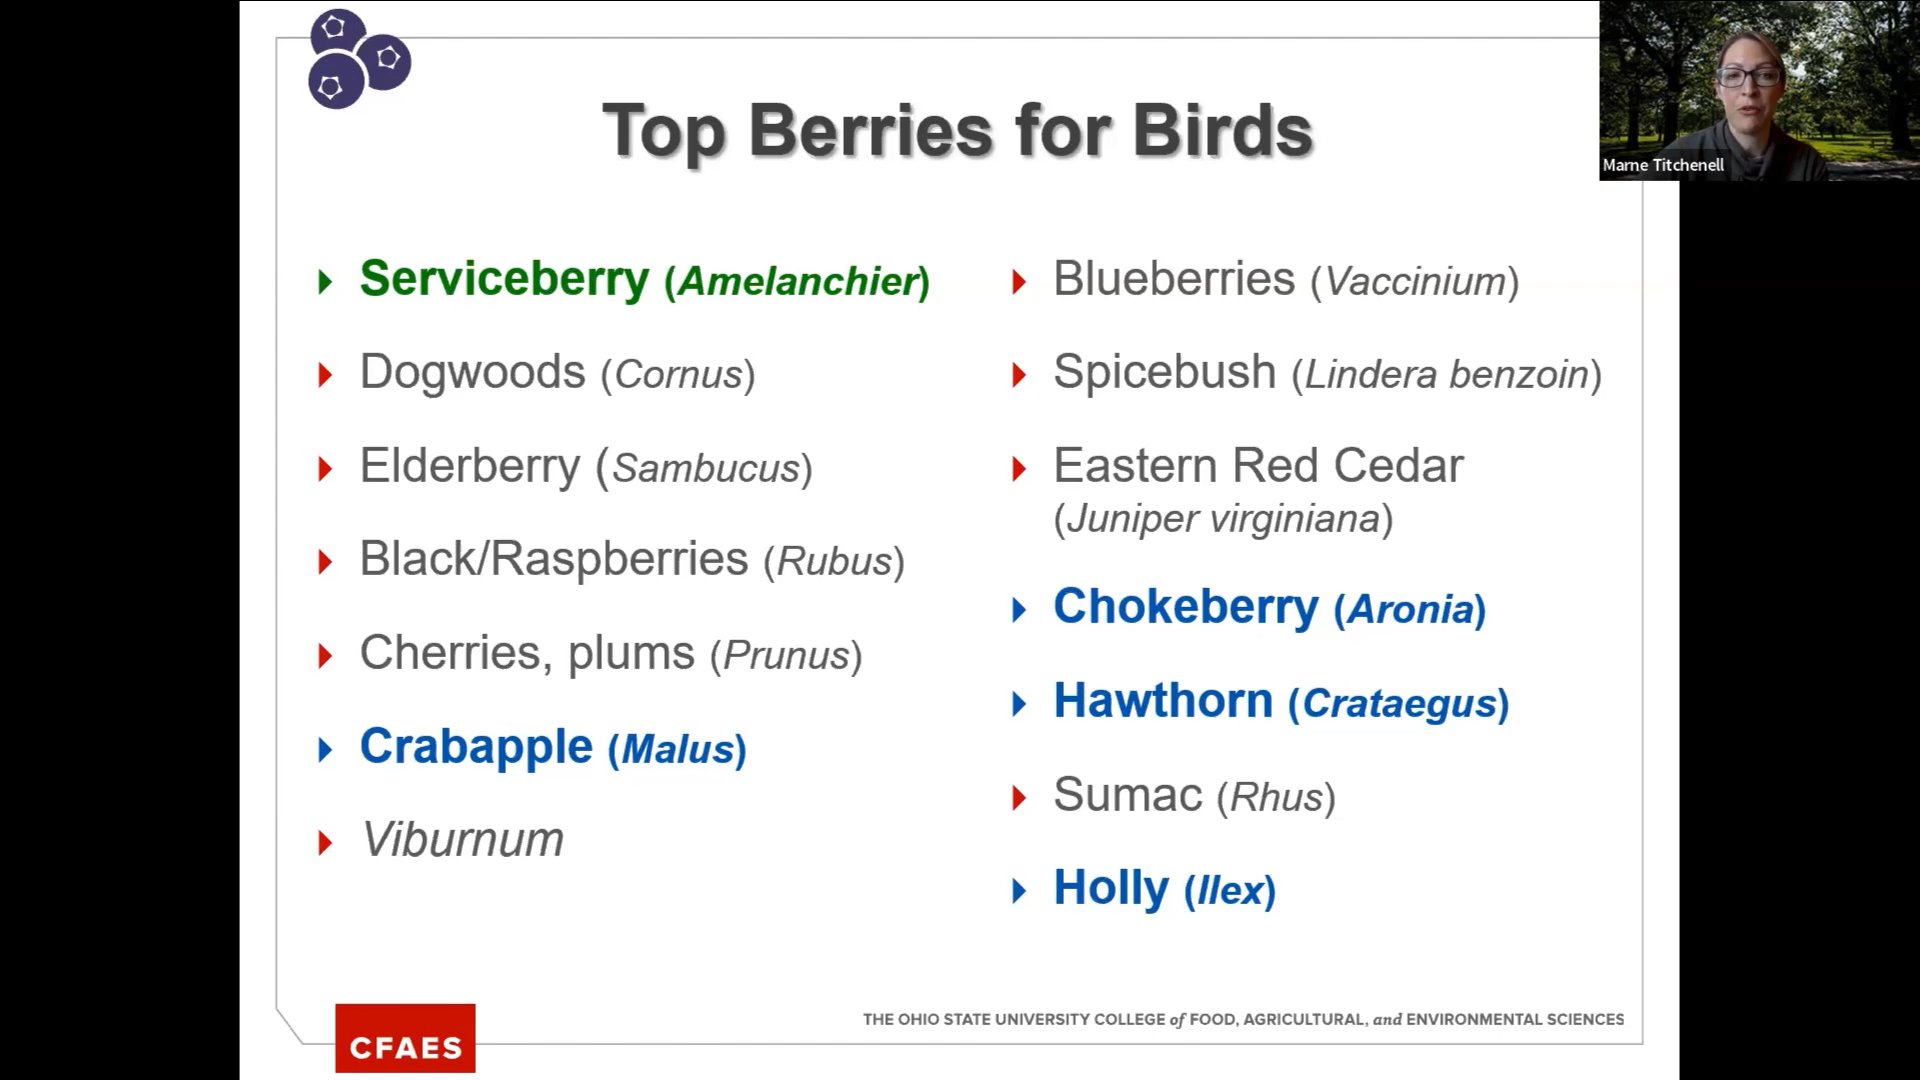 Top Berries for Birds
Marne Titchenell
Serviceberry (Amelanchier)
Dogwoods (Cornus)
Elderberry (Sambucus)
Black/Raspberries (Rubus)
Cherries, plums (Prunus)
Crabapple (Malus)
Viburnum
Blueberries (Vaccinium)
Spicebush (Lindera benzoin)
Eastern Red Cedar
(Juniper virginiana)
Chokeberry (Aronia)
Hawthorn (Crataegus)
Sumac (Rhus)
Holly (Ilex)
CFAES
THE OHIO STATE UNIVERSITY COLLEGE of FOOD, AGRICULTURAL, and ENVIRONMENTAL SCIENCES